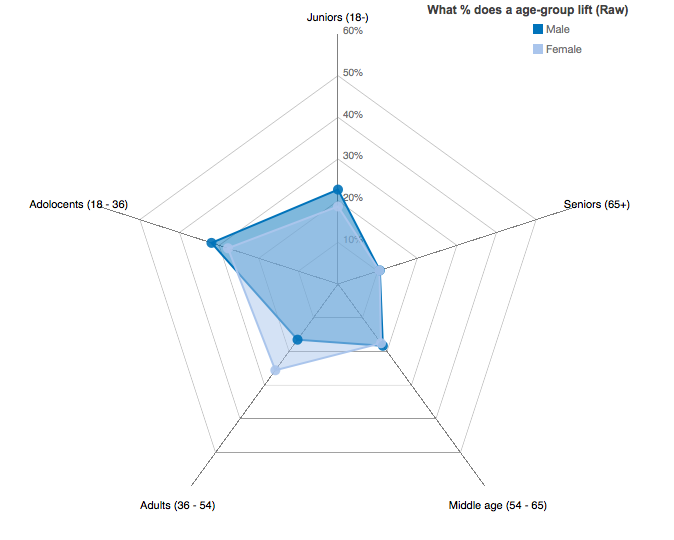 What % does a age-group lift (Raw)
Male
Female
Juniors (18-)
60%
50%
40%
30%
20%
10%
Adolocents (18 - 36)
Seniors (65+)
Adults (36 - 54)
Middle age (54 - 65)